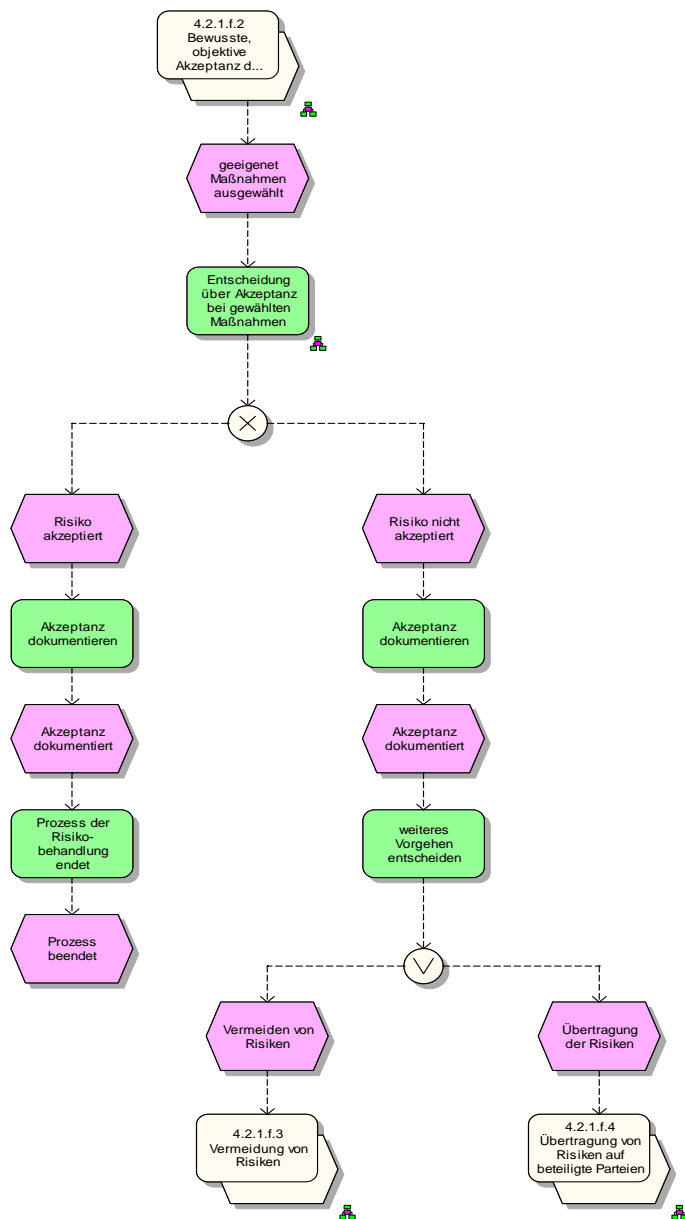 4.2.1.f.2
Bewusste,
objektive
Akzeptanz d...
geeigenet
Maßnahmen
ausgewählt
Entscheidung
über Akzeptanz
bei gewählten
Maßnahmen
Risiko
akzeptiert
Risiko nicht
akzeptiert
Akzeptanz
dokumentieren
Akzeptanz
dokumentieren
Akzeptanz
dokumentiert
Akzeptanz
dokumentiert
Prozess der
Risiko-
behandlung
endet
weiteres
Vorgehen
entscheiden
Prozess
beendet
Vermeiden von
Risiken
Übertragung
der Risiken
4.2.1.f.3
Vermeidung von
Risiken
4.2.1.f.4
Übertragung von
Risiken auf
beteiligte Parteien